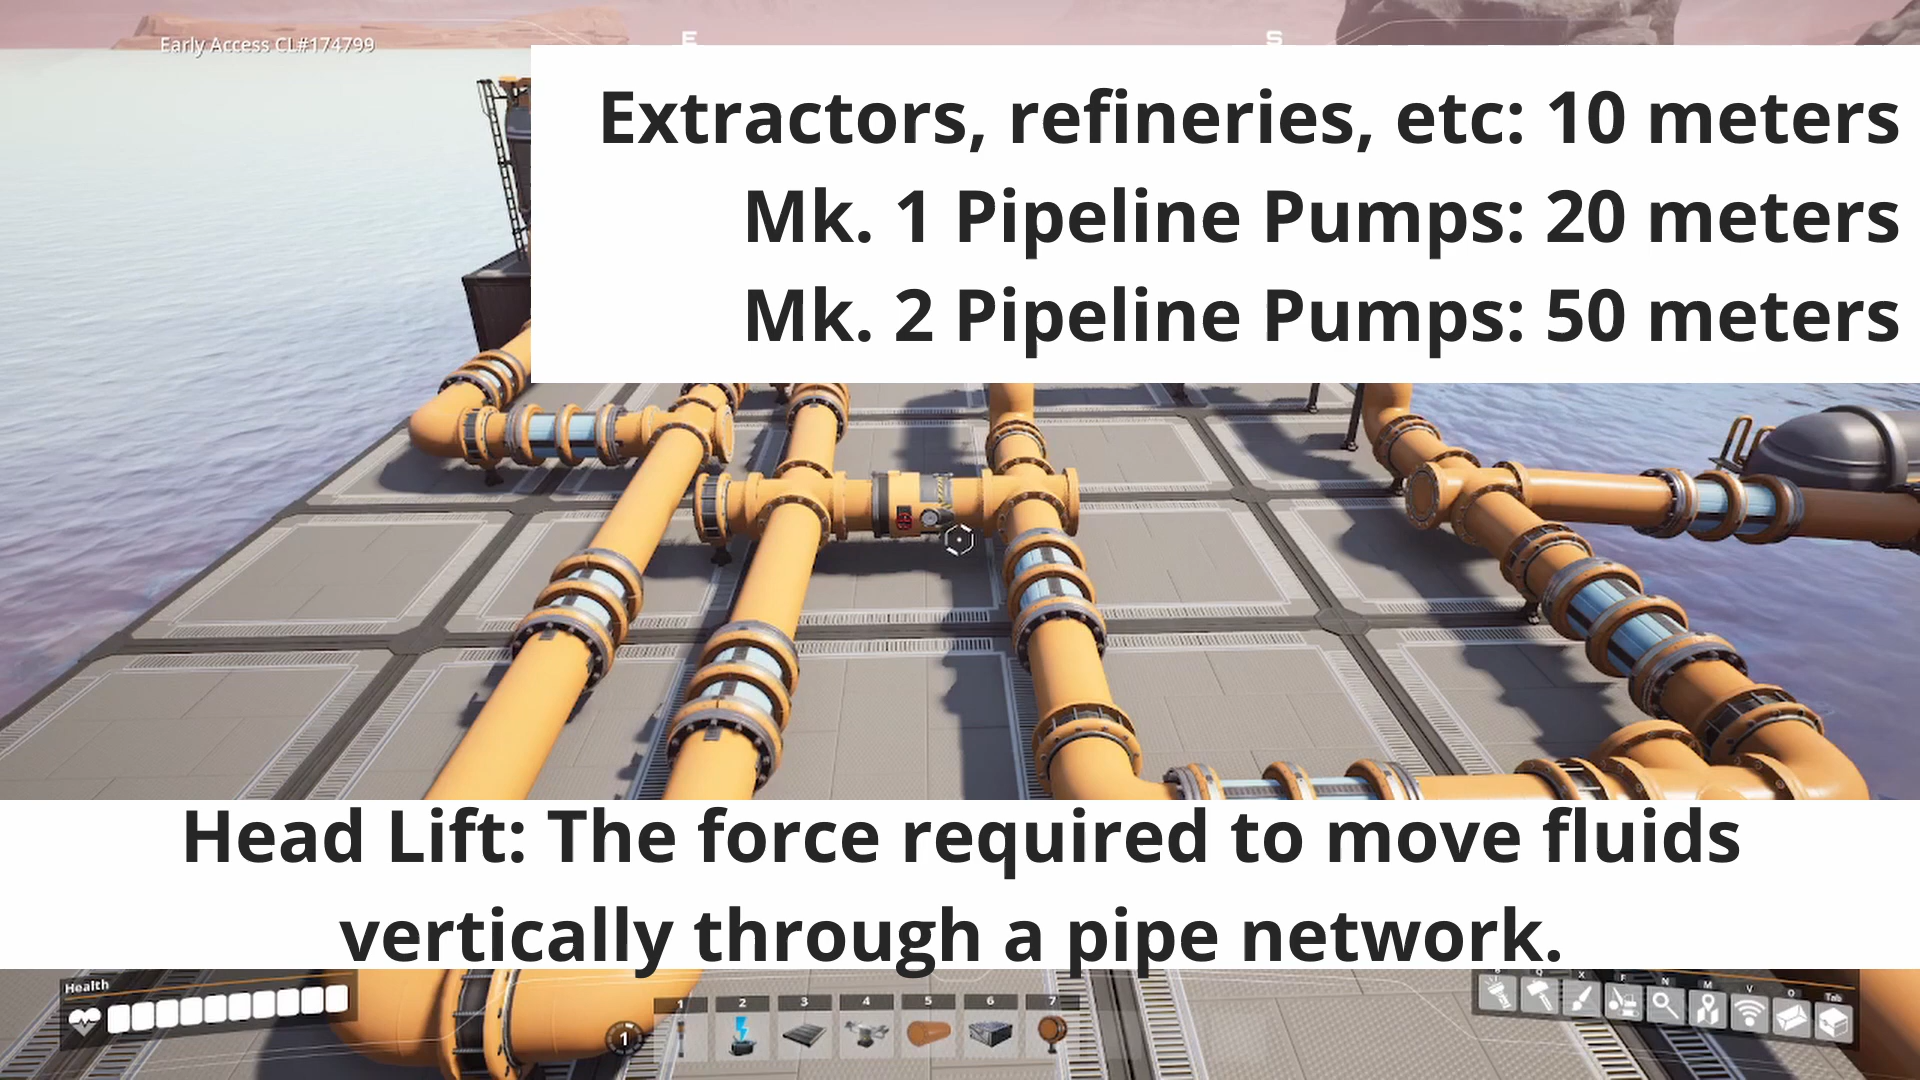 Early Access CL#174799
E
S
Extractors, refineries, etc: 10 meters
Mk. 1 Pipeline Pumps: 20 meters
Mk. 2 Pipeline Pumps: 50 meters
Head Lift: The force required to move fluids
vertically through a pipe network.
Health
1
1 2 3 4 5 6 7
Q X F N M V O Tab